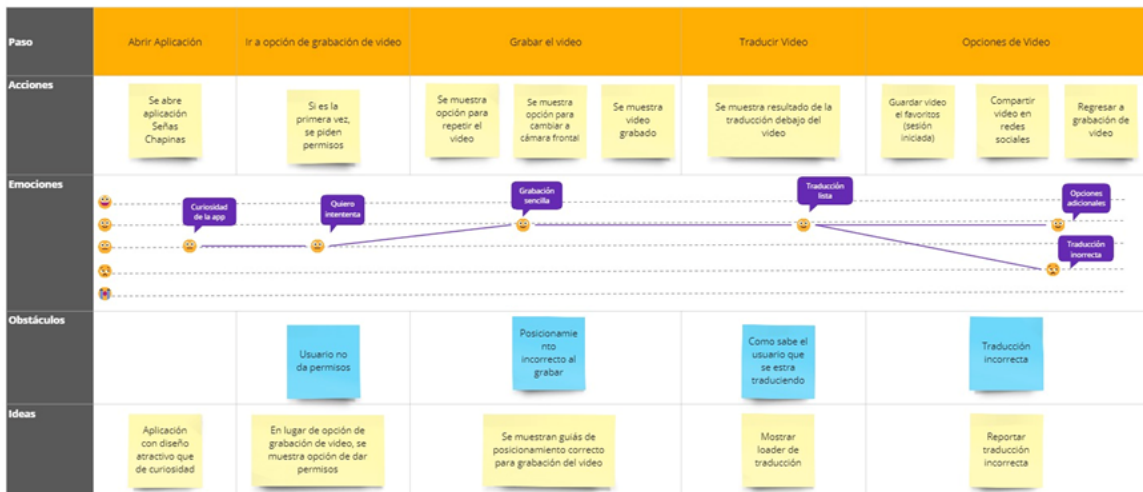 Paso
Abrir Aplicación
Ir a opción de grabación de video
Grabar el video
Traducir Video
Opciones de Video
Acciones
Se abre
aplicación
Señas
Chapinas
Si es la
primera vez,
se piden
permisos
Se muestra
opción para
repetir el
video
Se muestra
opción para
cambiar a
cámara frontal
Se muestra
video
grabado
Se muestra resultado de la
traducción debajo del
video
Guardar video
el favoritos
(sesión
iniciada)
Compartir
video en
redes
sociales
Regresar a
grabación de
video
Emociones
Curiosidad
de la app
Quiero
intententa
Grabación
sencilla
Traducción
lista
Opciones
adicionales
Traducción
inorrecta
Obstáculos
Usuario no
da permisos
Posicionamie
nto
incorrecto al
grabar
Como sabe el
usuario que
se estra
traduciendo
Traducción
incorrecta
Ideas
Aplicación
con diseño
atractivo que
de curiosidad
En lugar de opción de
grabación de video, se
muestra opción de dar
permisos
Se muestran guiás de
posicionamiento correcto
para grabación del video
Mostrar
loader de
traducción
Reportar
traducción
incorrecta